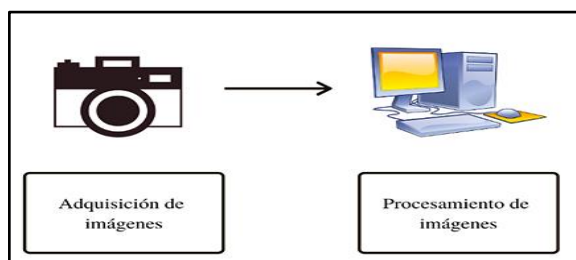 Adquisición de
imágenes
Procesamiento de
imágenes